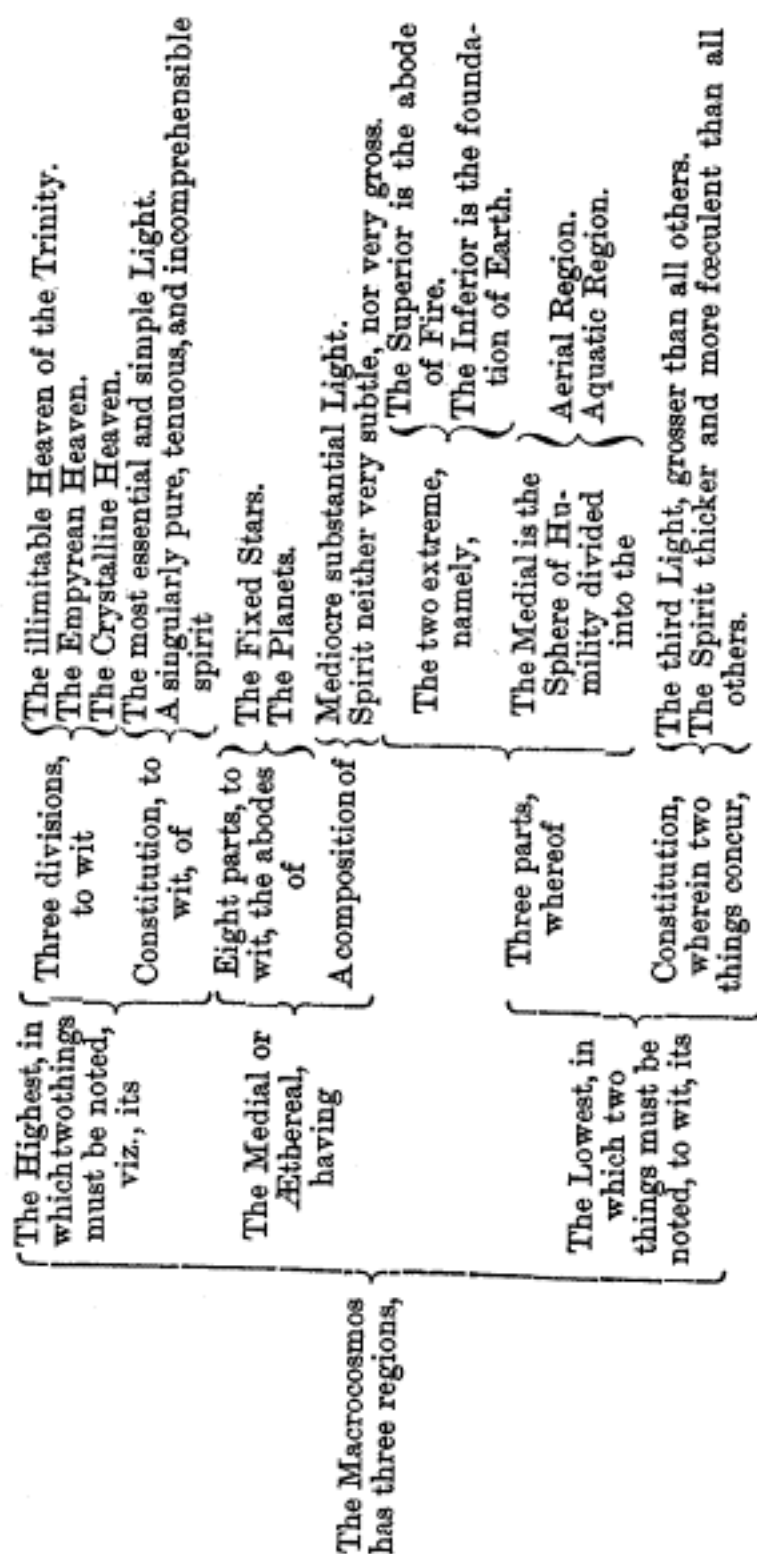 The Macrocosmos
has three regions,
The Highest, in
which two things
must be noted,
viz., its
Three divisions,
to wit
The illimitable Heaven of the Trinity.
The Empyrean Heaven.
The Crystalline Heaven.
Constitution, to
wit, of
The most essential and simple Light.
A singularly pure, tenuous, and incomprehensible
spirit
The Medial or
Æthereal,
having
Eight parts, to
wit, the abodes
of
The Fixed Stars.
The Planets.
A composition of
Mediocre substantial Light.
Spirit neither very subtle, nor very gross.
The Lowest, in
which two
things must be
noted, to wit, its
Three parts,
whereof
The two extreme,
namely,
The Superior is the abode
of Fire.
The Inferior is the founda-
tion of Earth.
The Medial is the
Sphere of Hu-
mility divided
into the
Aerial Region.
Aquatic Region.
Constitution,
wherein two
things concur,
The third Light, grosser than all others.
The Spirit thicker and more fœculent than all
others.